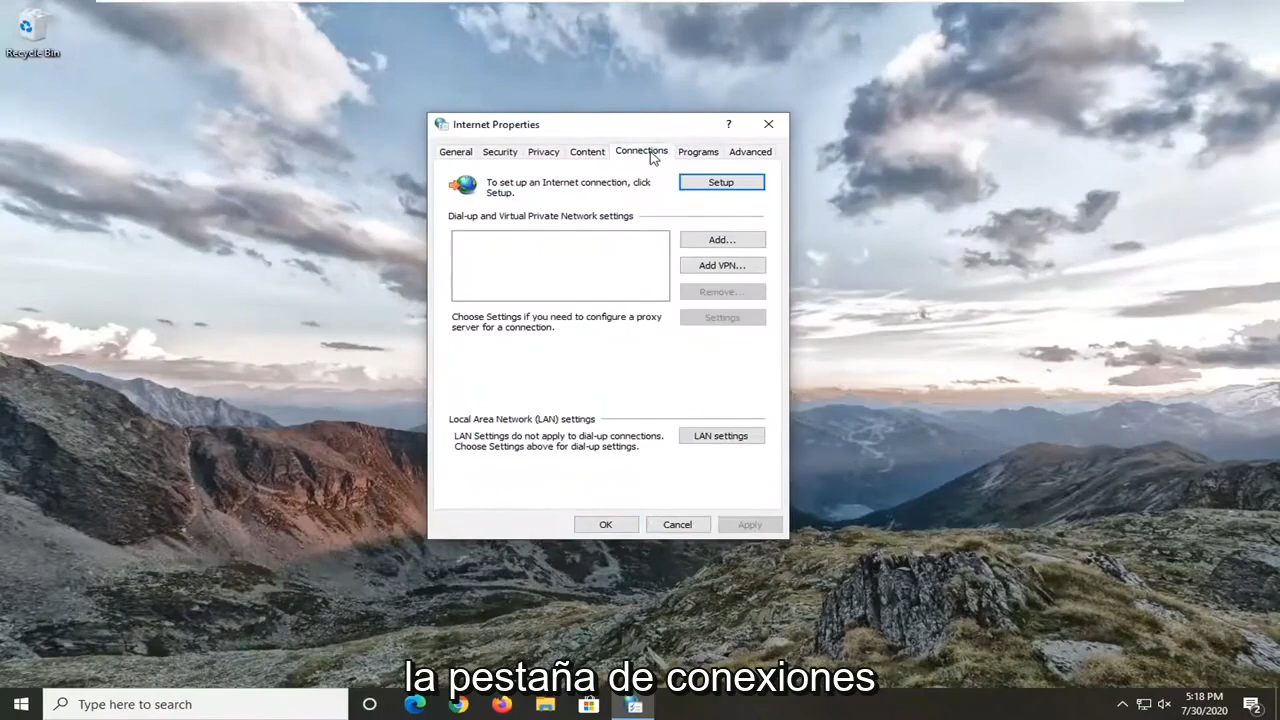 Recycle Bin
Internet Properties
?
General Security Privacy Content Connections Programs Advanced
To set up an Internet connection, click
Setup.
Setup
Dial-up and Virtual Private Network settings
Add...
Add VPN...
Remove...
Choose Settings if you need to configure a proxy
server for a connection.
Settings
Local Area Network (LAN) settings
LAN Settings do not apply to dial-up connections.
Choose Settings above for dial-up settings.
LAN settings
OK Cancel Apply
la pestaña de conexiones
Type here to search
5:18 PM
7/30/2020
2